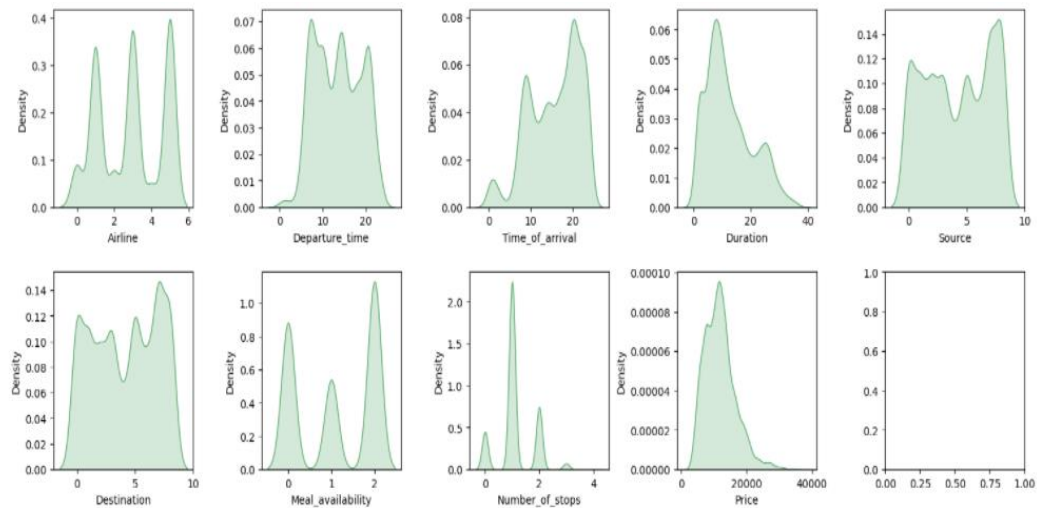 0.4
0.3
0.2
0.1
0.0
Density
0 2 4 6
Airline
0.07
0.06
0.05
0.04
0.03
0.02
0.01
0.00
Density
0 10 20
Departure_time
0.08
0.06
0.04
0.02
0.00
Density
0 10 20
Time_of_arrival
0.06
0.05
0.04
0.03
0.02
0.01
0.00
Density
0 20 40
Duration
0.14
0.12
0.10
0.08
0.06
0.04
0.02
0.00
Density
0 5 10
Source
0.14
0.12
0.10
0.08
0.06
0.04
0.02
0.00
Density
0 5 10
Destination
1.0
0.8
0.6
0.4
0.2
0.0
Density
0 1 2
Meal_availability
2.0
1.5
1.0
0.5
0.0
Density
0 2 4
Number_of_stops
0.00010
0.00008
0.00006
0.00004
0.00002
0.00000
Density
0 20000 40000
Price
1.0
0.8
0.6
0.4
0.2
0.0
0.00 0.25 0.50 0.75 1.00